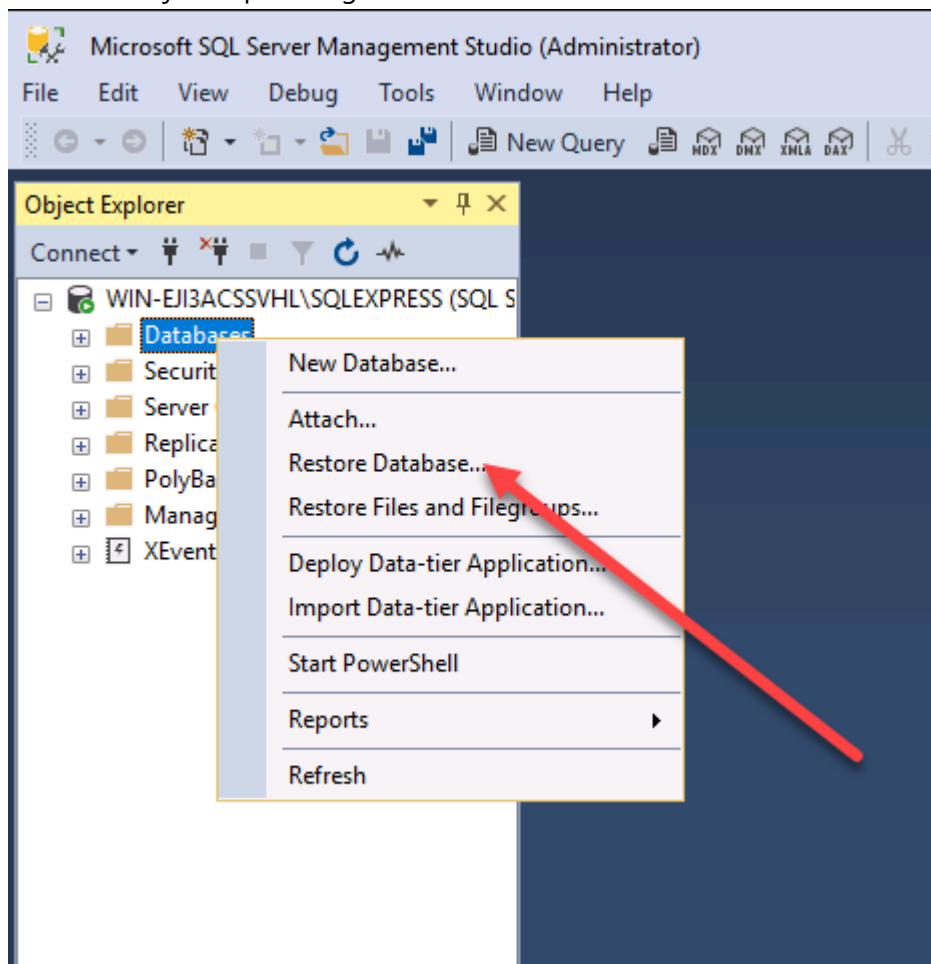 Microsoft SQL Server Management Studio (Administrator)
File Edit View Debug Tools Window Help
New Query MDX DMX XMLA DAX
Object Explorer
Connect
WIN-EJI3ACSSVHL\SQLEXPRESS (SQL S
Databases
Securit
Server
Replica
PolyBa
Manag
XEvent
New Database...
Attach...
Restore Database...
Restore Files and Filegroups...
Deploy Data-tier Application...
Import Data-tier Application...
Start PowerShell
Reports
Refresh